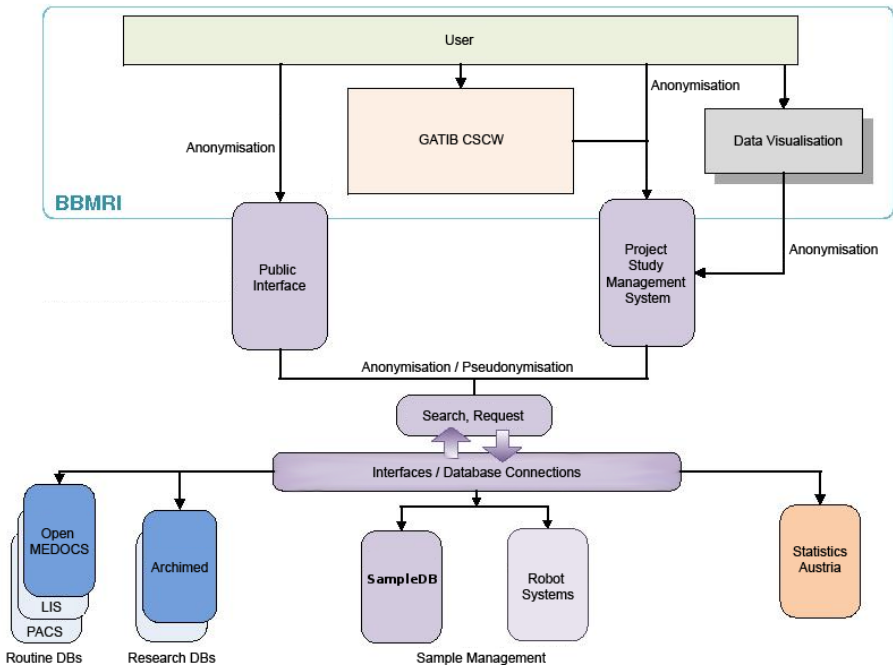 User
Anonymisation
GATIB CSCW
Anonymisation
Data Visualisation
BBMRI
Public
Interface
Project
Study
Management
System
Anonymisation
Anonymisation / Pseudonymisation
Search, Request
Interfaces / Database Connections
Open
MEDOCS
LIS
PACS
Routine DBs
Archimed
Research DBs
SampleDB
Robot
Systems
Sample Management
Statistics
Austria